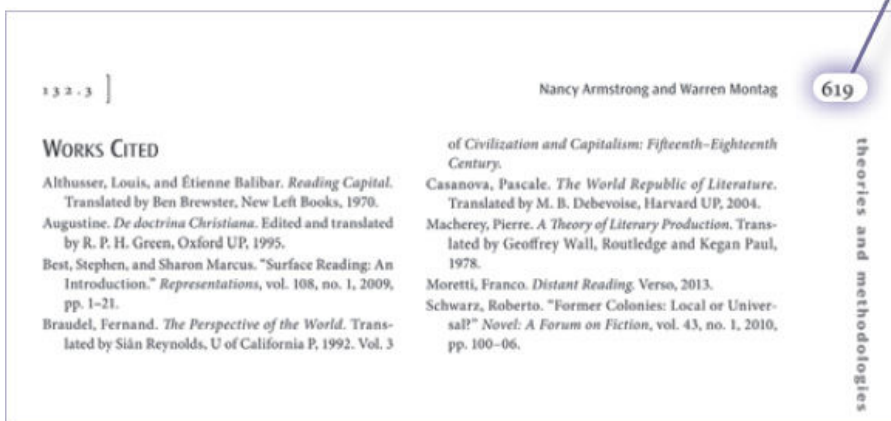 132.3 ]
Nancy Armstrong and Warren Montag
619
WORKS CITED
Althusser, Louis, and Étienne Balibar. Reading Capital.
Translated by Ben Brewster, New Left Books, 1970.
Augustine. De doctrina Christiana. Edited and translated
by R. P. H. Green, Oxford UP, 1995.
Best, Stephen, and Sharon Marcus. "Surface Reading: An
Introduction." Representations, vol. 108, no. 1, 2009,
pp. 1–21.
Braudel, Fernand. The Perspective of the World. Trans-
lated by Siân Reynolds, U of California P, 1992. Vol. 3
of Civilization and Capitalism: Fifteenth–Eighteenth
Century.
Casanova, Pascale. The World Republic of Literature.
Translated by M. B. Debevoise, Harvard UP, 2004.
Macherey, Pierre. A Theory of Literary Production. Trans-
lated by Geoffrey Wall, Routledge and Kegan Paul,
1978.
Moretti, Franco. Distant Reading. Verso, 2013.
Schwarz, Roberto. "Former Colonies: Local or Univer-
sal?" Novel: A Forum on Fiction, vol. 43, no. 1, 2010,
pp. 100–06.
theories and methodologies